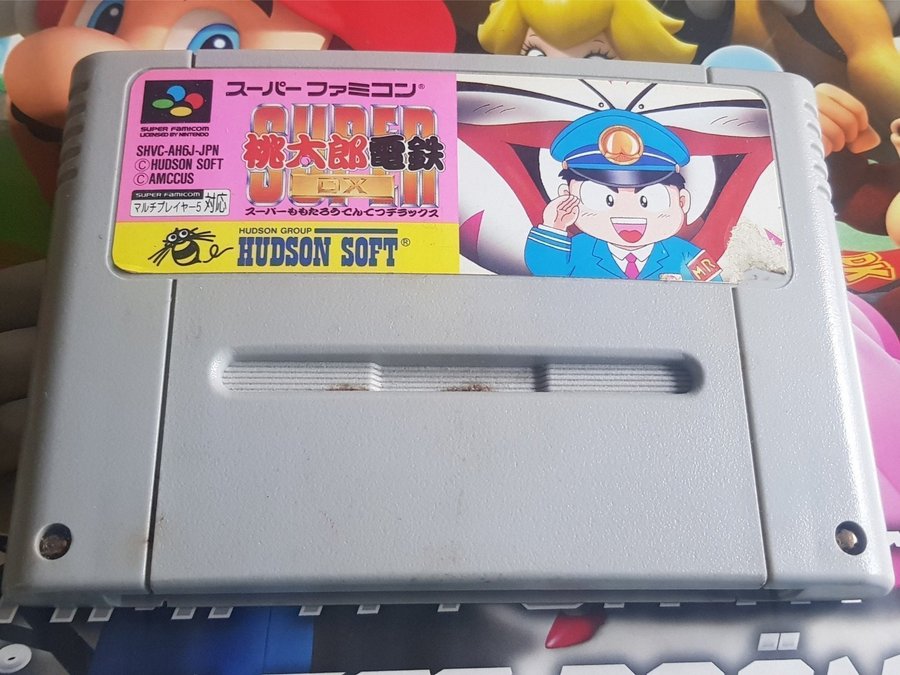 スーパー ファミコン®
SUPER FAMICOM
LICENSED BY NINTENDO
SHVC-AH6J-JPN
©HUDSON SOFT
©AMCCUS
SUPER FAMICOM
マルチプレイヤー5 対応
SUPER
桃太郎電鉄
DX
スーパーももたろうでんてつデラックス
HUDSON GROUP
HUDSON SOFT®
MR
DK